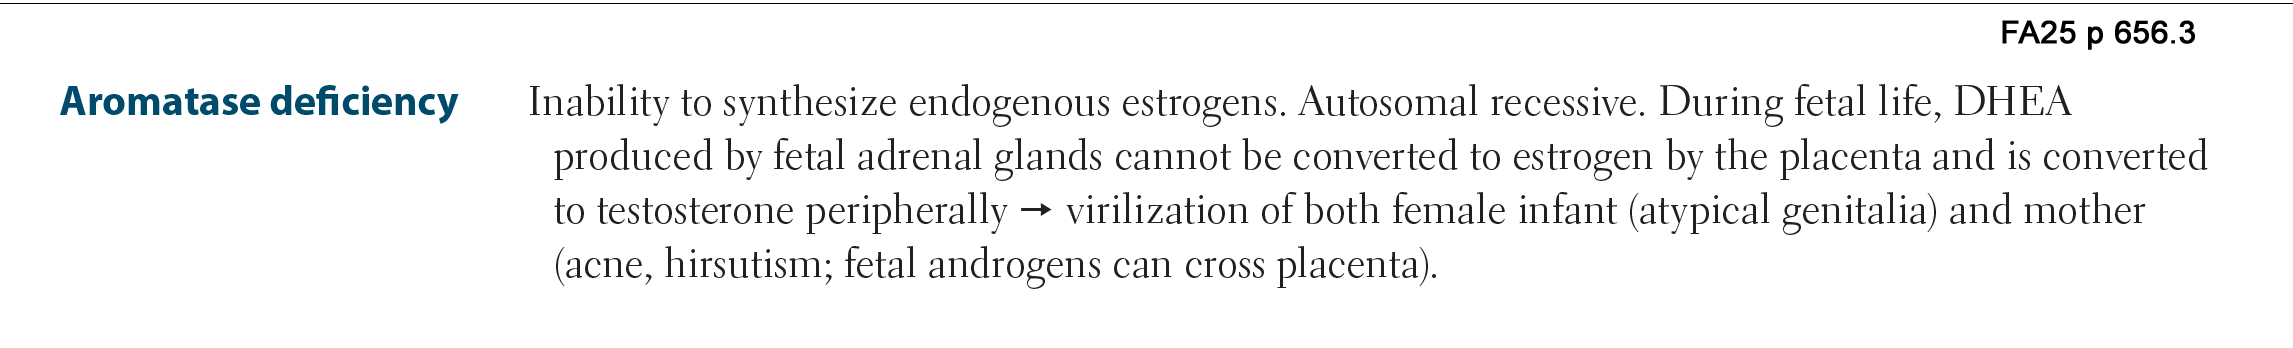 FA25 p 656.3
Aromatase deficiency Inability to synthesize endogenous estrogens. Autosomal recessive. During fetal life, DHEA
produced by fetal adrenal glands cannot be converted to estrogen by the placenta and is converted
to testosterone peripherally → virilization of both female infant (atypical genitalia) and mother
(acne, hirsutism; fetal androgens can cross placenta).